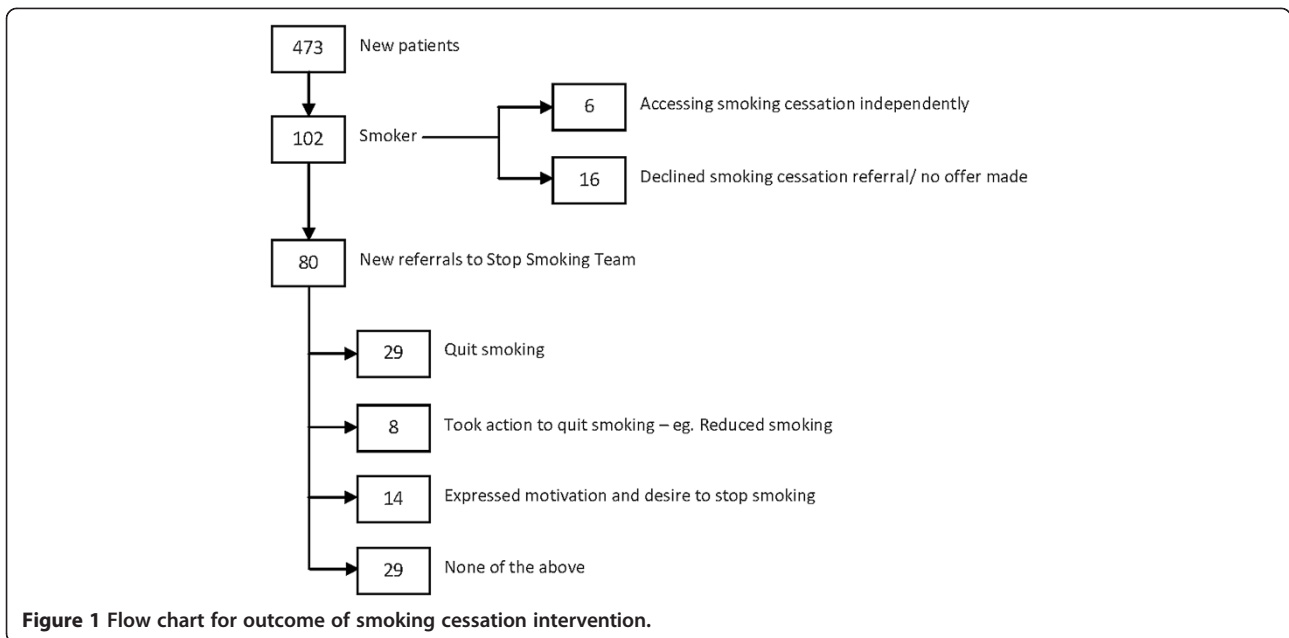 473 New patients
6 Accessing smoking cessation independently
102 Smoker
16 Declined smoking cessation referral/ no offer made
80 New referrals to Stop Smoking Team
29 Quit smoking
8 Took action to quit smoking – eg. Reduced smoking
14 Expressed motivation and desire to stop smoking
29 None of the above
Figure 1 Flow chart for outcome of smoking cessation intervention.